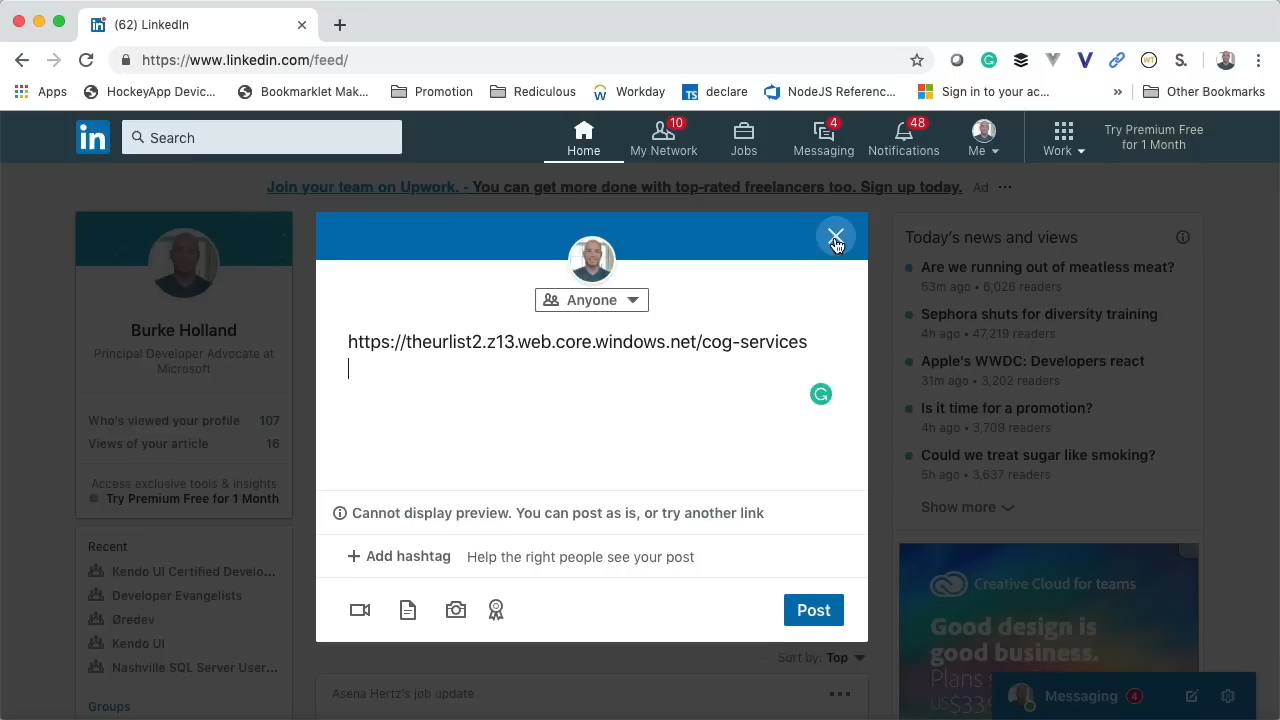 (62) LinkedIn
https://www.linkedin.com/feed/
Apps
HockeyApp Devic...
Bookmarklet Mak...
Promotion
Rediculous
Workday
TS
declare
NodeJS Referenc...
Sign in to your ac...
»
Other Bookmarks
in
Search
Home
10
My Network
Jobs
4
Messaging
48
Notifications
Me
Work
Try Premium Free
for 1 Month
Join your team on Upwork. - You can get more done with top-rated freelancers too. Sign up today. Ad ...
Burke Holland
Principal Developer Advocate at
Microsoft
Who's viewed your profile 107
Views of your article 16
Access exclusive tools & insights
Try Premium Free for 1 Month
Recent
Kendo UI Certified Develo...
Developer Evangelists
Øredev
Kendo UI
Nashville SQL Server User...
Groups
Anyone
https://theurlist2.z13.web.core.windows.net/cog-services
Cannot display preview. You can post as is, or try another link
+ Add hashtag Help the right people see your post
Post
Sort by: Top
Asena Hertz's job update
Today's news and views
Are we running out of meatless meat?
53m ago • 6,026 readers
Sephora shuts for diversity training
4h ago • 47,219 readers
Apple's WWDC: Developers react
31m ago • 3,202 readers
Is it time for a promotion?
4h ago • 3,709 readers
Could we treat sugar like smoking?
5h ago • 3,637 readers
Show more
Creative Cloud for teams
Good design is
good business.
Plans
US$33
Messaging 4